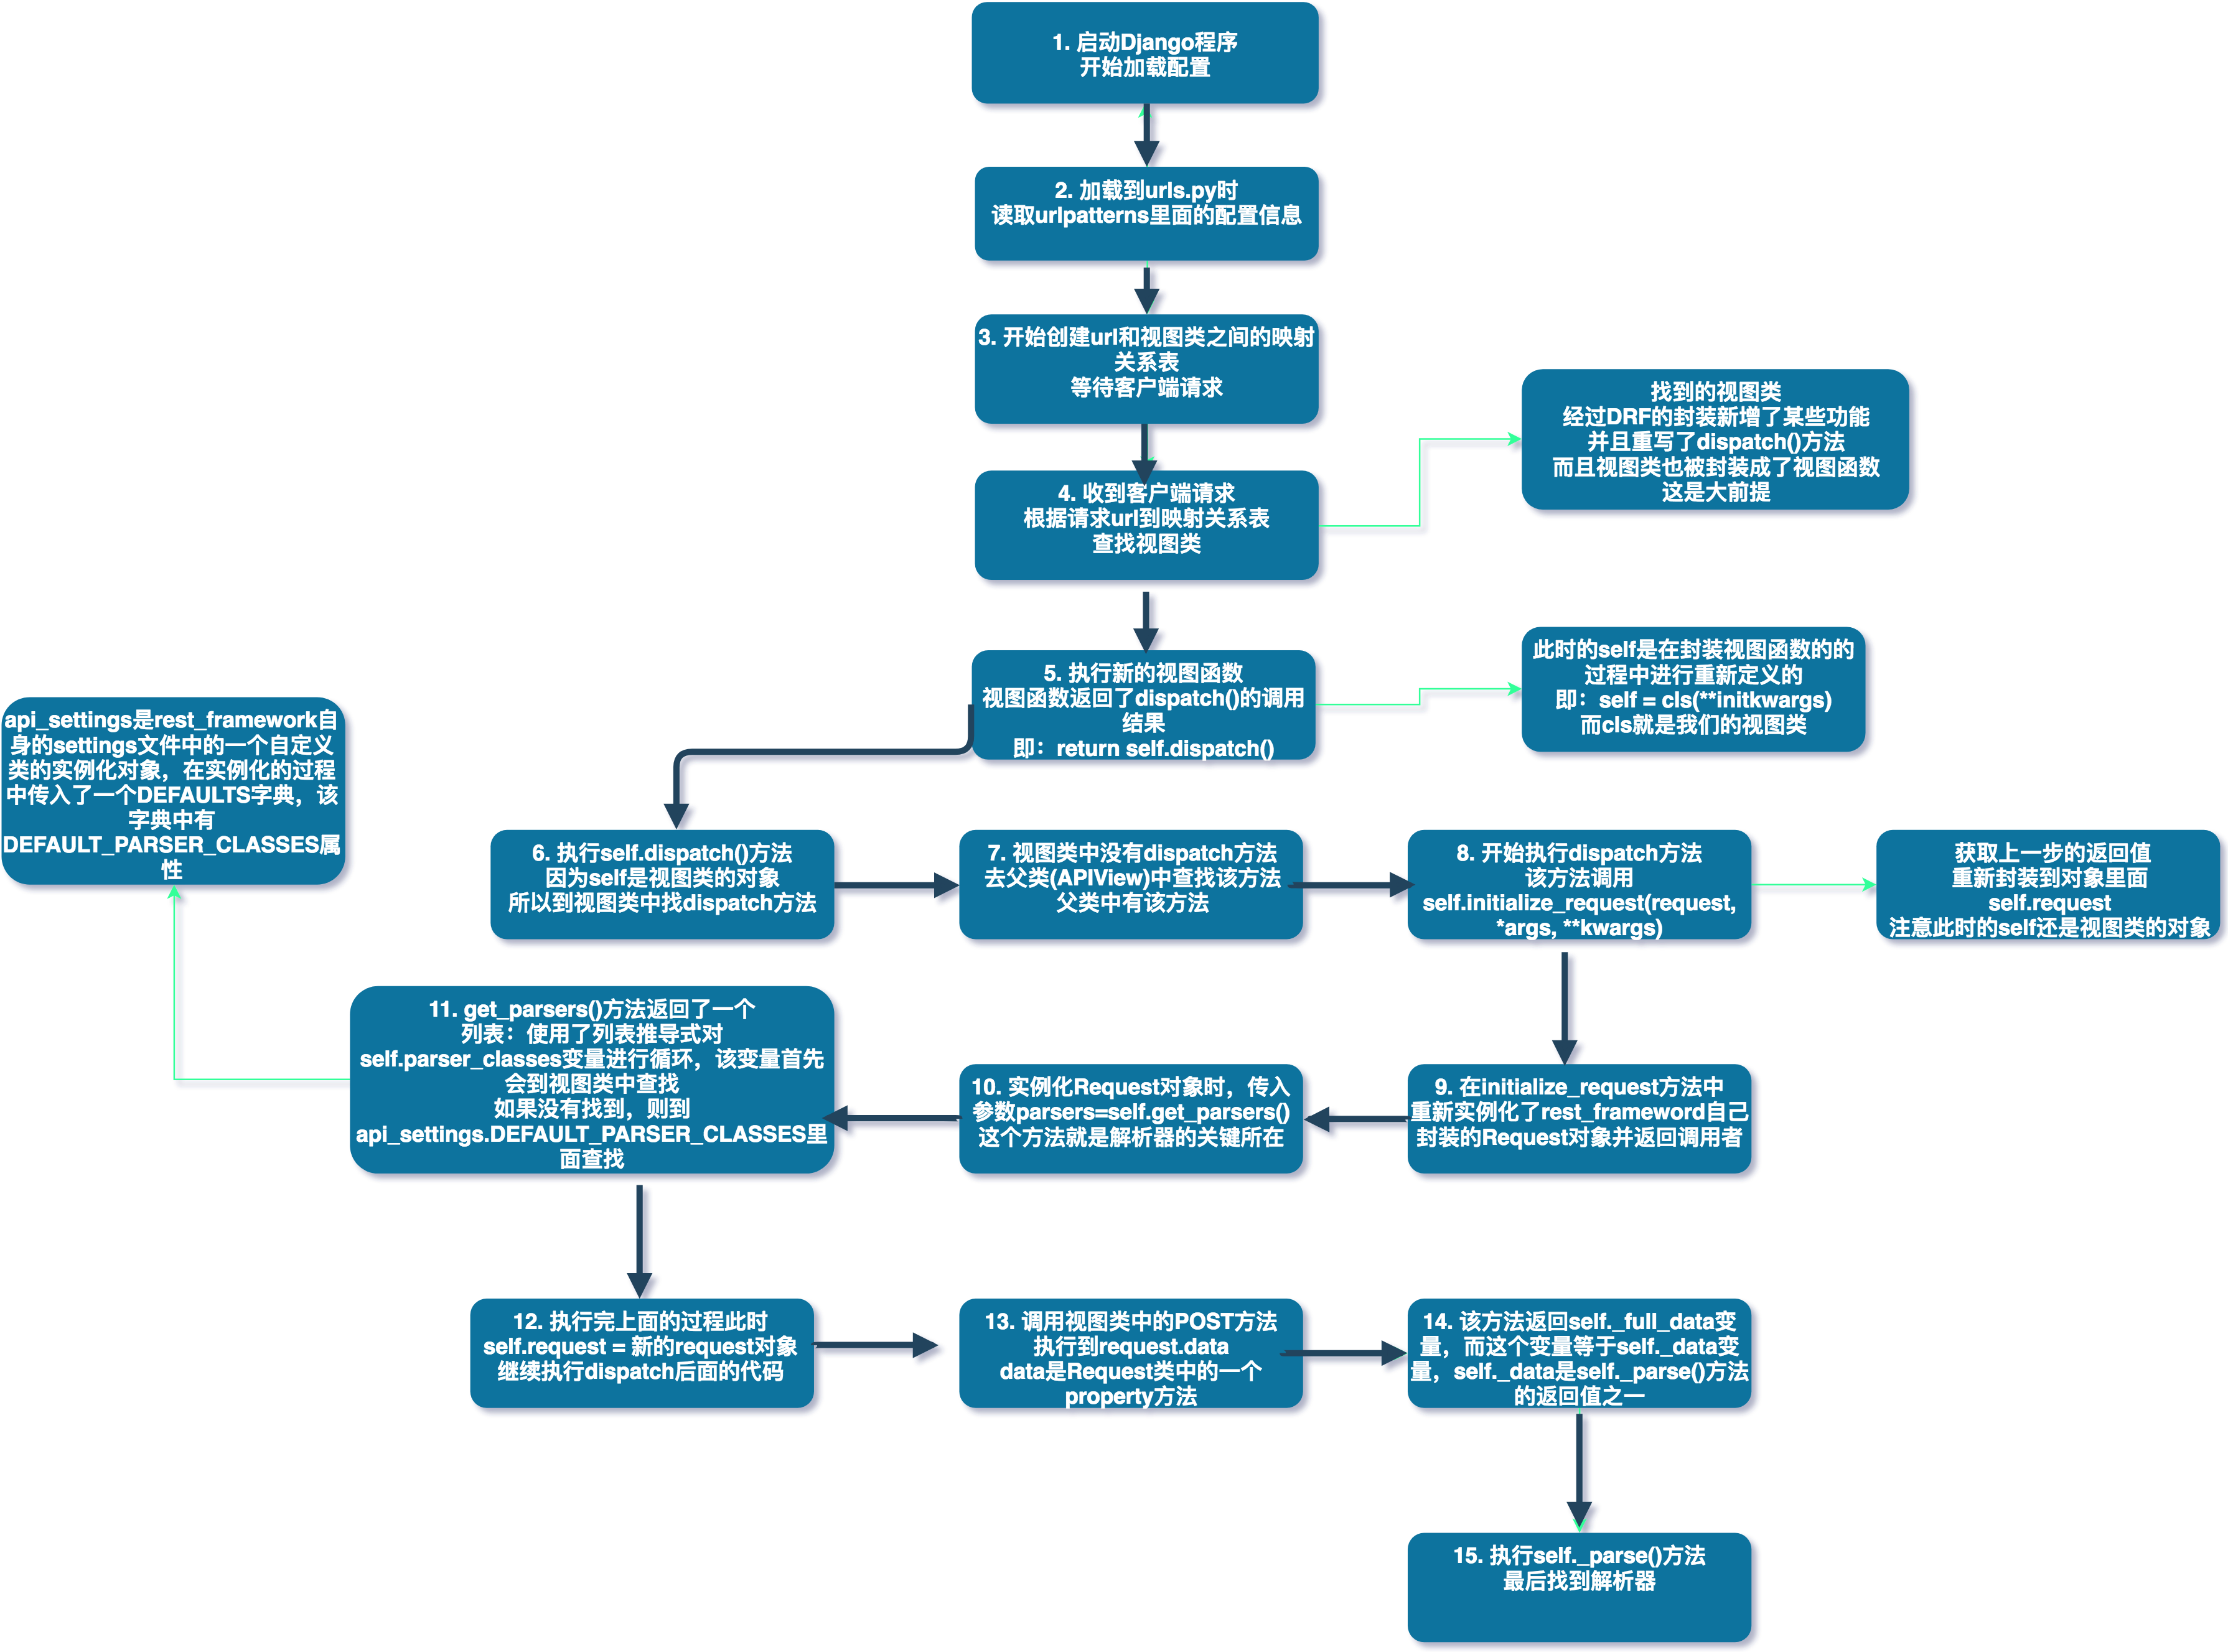 1. 启动Django程序
开始加载配置
2. 加载到urls.py时
读取urlpatterns里面的配置信息
3. 开始创建url和视图类之间的映射
关系表
等待客户端请求
4. 收到客户端请求
根据请求url到映射关系表
查找视图类
找到的视图类
经过DRF的封装新增了某些功能
并且重写了dispatch()方法
而且视图类也被封装成了视图函数
这是大前提
5. 执行新的视图函数
视图函数返回了dispatch()的调用
结果
即：return self.dispatch()
此时的self是在封装视图函数的的
过程中进行重新定义的
即：self = cls(**initkwargs)
而cls就是我们的视图类
api_settings是rest_framework自
身的settings文件中的一个自定义
类的实例化对象，在实例化的过程
中传入了一个DEFAULTS字典，该
字典中有
DEFAULT_PARSER_CLASSES属
性
6. 执行self.dispatch()方法
因为self是视图类的对象
所以到视图类中找dispatch方法
7. 视图类中没有dispatch方法
去父类(APIView)中查找该方法
父类中有该方法
8. 开始执行dispatch方法
该方法调用
self.initialize_request(request,
*args, **kwargs)
获取上一步的返回值
重新封装到对象里面
self.request
注意此时的self还是视图类的对象
9. 在initialize_request方法中
重新实例化了rest_frameword自己
封装的Request对象并返回调用者
10. 实例化Request对象时，传入
参数parsers=self.get_parsers()
这个方法就是解析器的关键所在
11. get_parsers()方法返回了一个
列表：使用了列表推导式对
self.parser_classes变量进行循环，该变量首先
会到视图类中查找
如果没有找到，则到
api_settings.DEFAULT_PARSER_CLASSES里
面查找
12. 执行完上面的过程此时
self.request = 新的request对象
继续执行dispatch后面的代码
13. 调用视图类中的POST方法
执行到request.data
data是Request类中的一个
property方法
14. 该方法返回self._full_data变
量，而这个变量等于self._data变
量，self._data是self._parse()方法
的返回值之一
15. 执行self._parse()方法
最后找到解析器